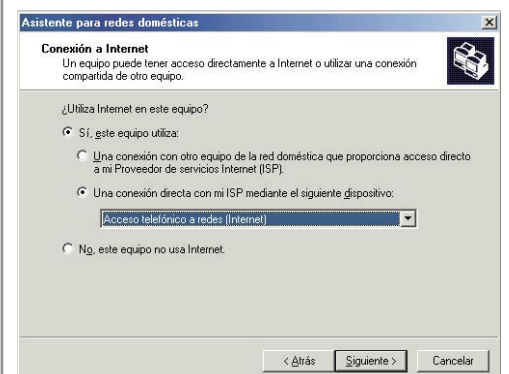 Asistente para redes domésticas
Conexión a Internet
Un equipo puede tener acceso directamente a Internet o utilizar una conexión
compartida de otro equipo.
¿Utiliza Internet en este equipo?
Sí, este equipo utiliza:
Una conexión con otro equipo de la red doméstica que proporciona acceso directo
a mi Proveedor de servicios Internet (ISP).
Una conexión directa con mi ISP mediante el siguiente dispositivo:
Acceso telefónico a redes (Internet)
No, este equipo no usa Internet.
< Atrás
Siguiente >
Cancelar